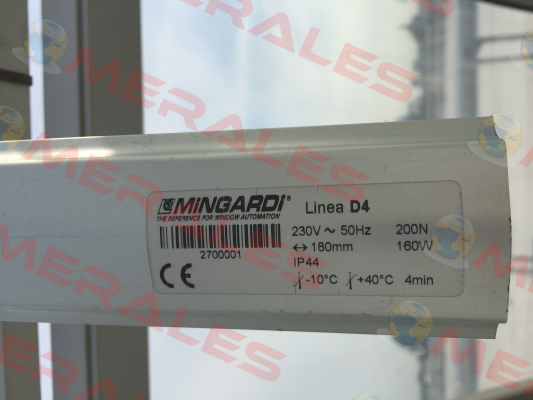 MERALES
MINGARDI®
THE REFERENCE FOR WINDOW AUTOMATION
2700001
CE
Linea D4
230V ~ 50Hz 200N
↔ 180mm 160W
IP44
-10°C +40°C 4min
MERALES
MERALES